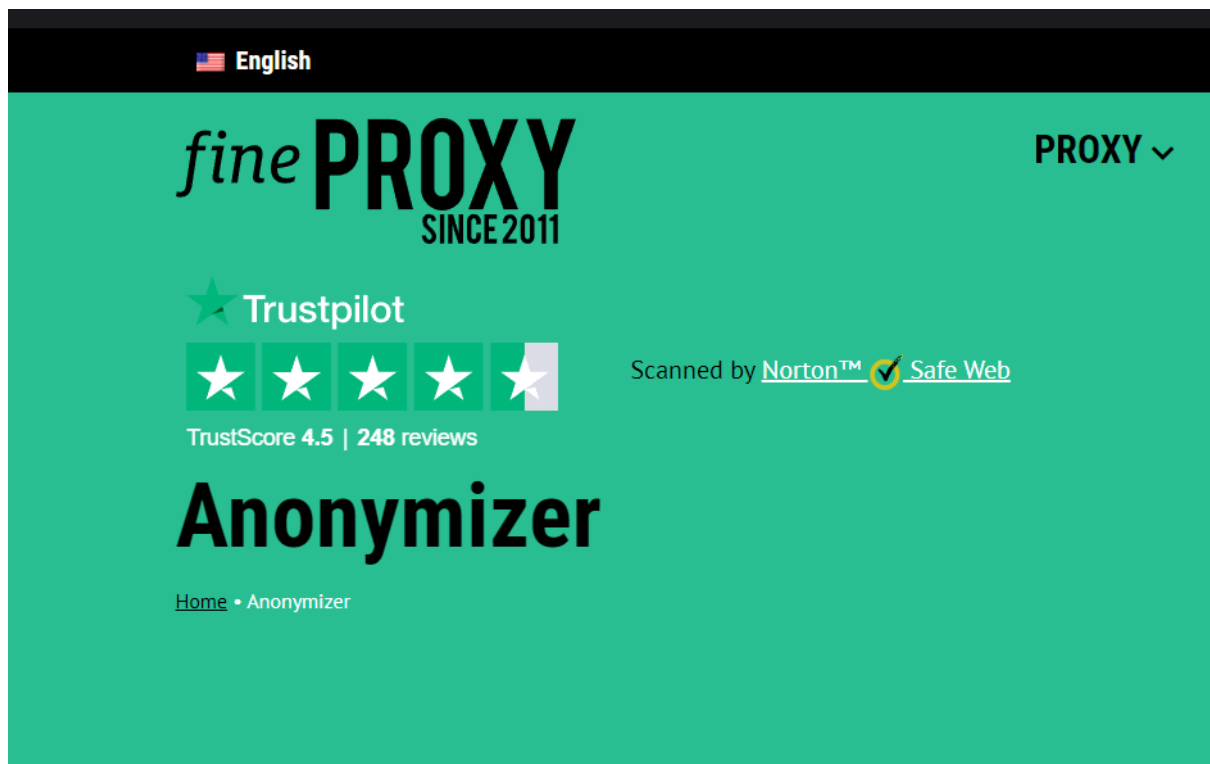 English
fine PROXY
SINCE 2011
PROXY
Trustpilot
Scanned by Norton™ Safe Web
TrustScore 4.5 | 248 reviews
Anonymizer
Home • Anonymizer